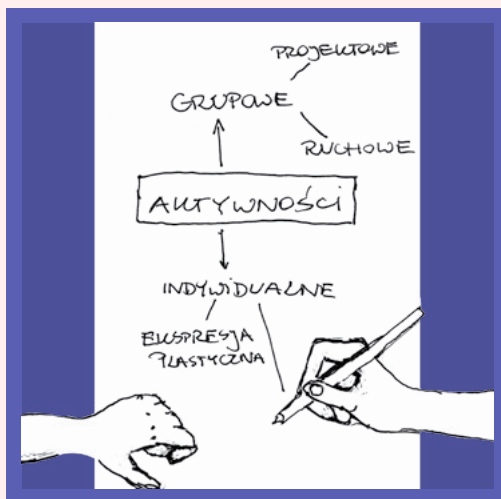 PROJEKTOWE
GRUPOWE
RUCHOWE
AKTYWNOŚCI
INDYWIDUALNE
EKSPRESJA
PLASTYCZNA